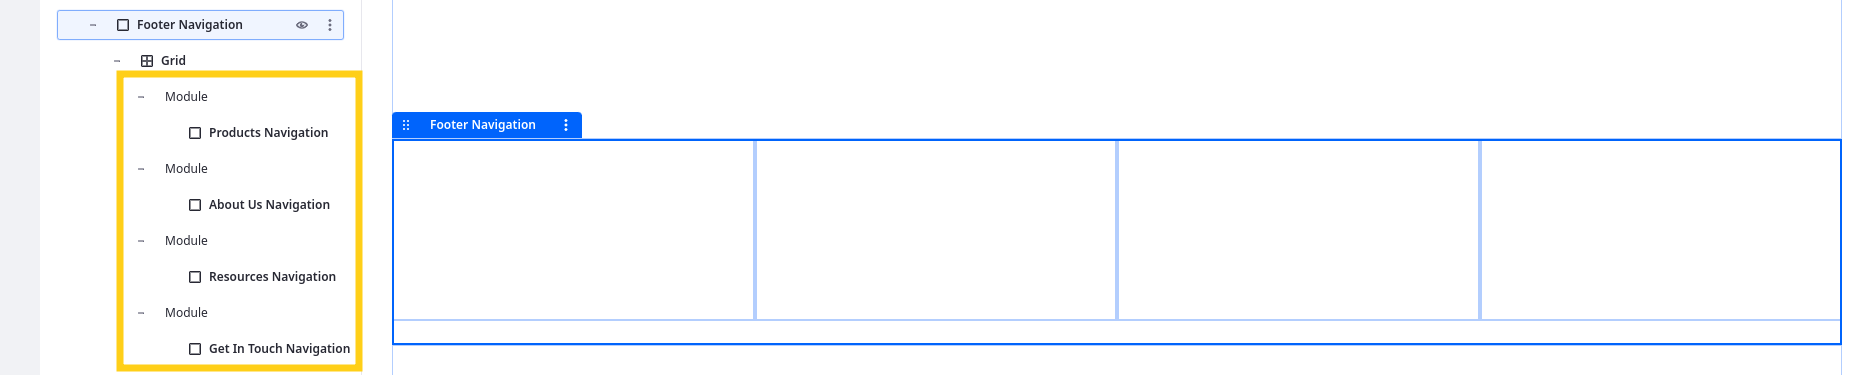 Footer Navigation
Grid
Module
Products Navigation
Module
About Us Navigation
Module
Resources Navigation
Module
Get In Touch Navigation
Footer Navigation